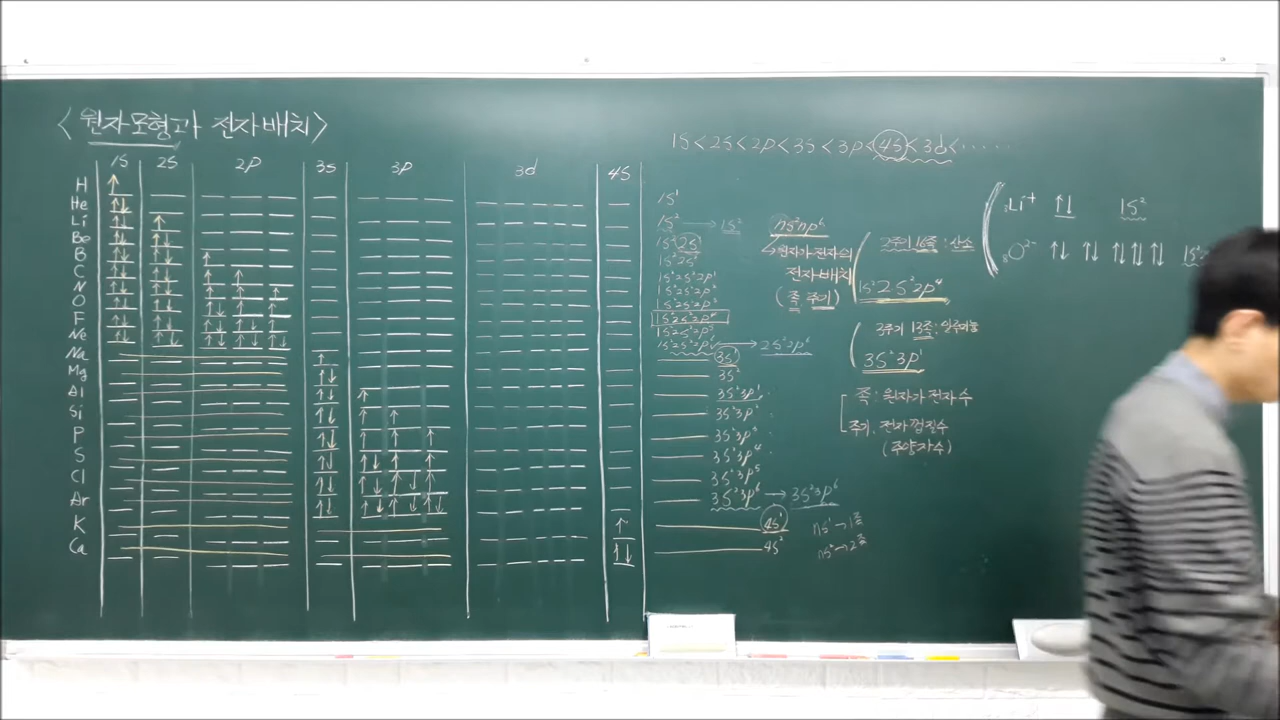 <원자모형과 전자배치>
1s 2s 2p 3s 3p 3d 4s
H ↑
He ↑↓
Li ↑↓ ↑
Be ↑↓ ↑↓
B ↑↓ ↑↓ ↑
C ↑↓ ↑↓ ↑ ↑
N ↑↓ ↑↓ ↑ ↑ ↑
O ↑↓ ↑↓ ↑↓ ↑ ↑
F ↑↓ ↑↓ ↑↓ ↑↓ ↑
Ne ↑↓ ↑↓ ↑↓ ↑↓ ↑↓
Na ↑
Mg ↑↓
Al ↑↓ ↑
Si ↑↓ ↑ ↑
P ↑↓ ↑ ↑ ↑
S ↑↓ ↑↓ ↑ ↑
Cl ↑↓ ↑↓ ↑↓ ↑
Ar ↑↓ ↑↓ ↑↓ ↑↓
K ↑
Ca ↑↓
1s < 2s < 2p < 3s < 3p < 4s < 3d < ······
1s¹
1s² → 1s²
1s²2s¹
1s²2s²
1s²2s²2p¹
1s²2s²2p²
1s²2s²2p³
1s²2s²2p⁴
1s²2s²2p⁵
1s²2s²2p⁶ → 2s²2p⁶
3s¹
3s²
3s²3p¹
3s²3p²
3s²3p³
3s²3p⁴
3s²3p⁵
3s²3p⁶ → 3s²3p⁶
4s¹
4s²
ns¹→1족
ns²→2족
ns²np⁶
↳원자가 전자의
전자배치
(족 주기)
2주기 16족 : 산소
1s²2s²2p⁴
3주기 13족 : 알루미늄
3s²3p¹
족 : 원자가 전자 수
주기. 전자 껍질수
(주양자수)
₃Li⁺ ↑↓ 1s²
₈O²⁻ ↑↓ ↑↓ ↑↓ ↑↓ ↑↓ 1s²